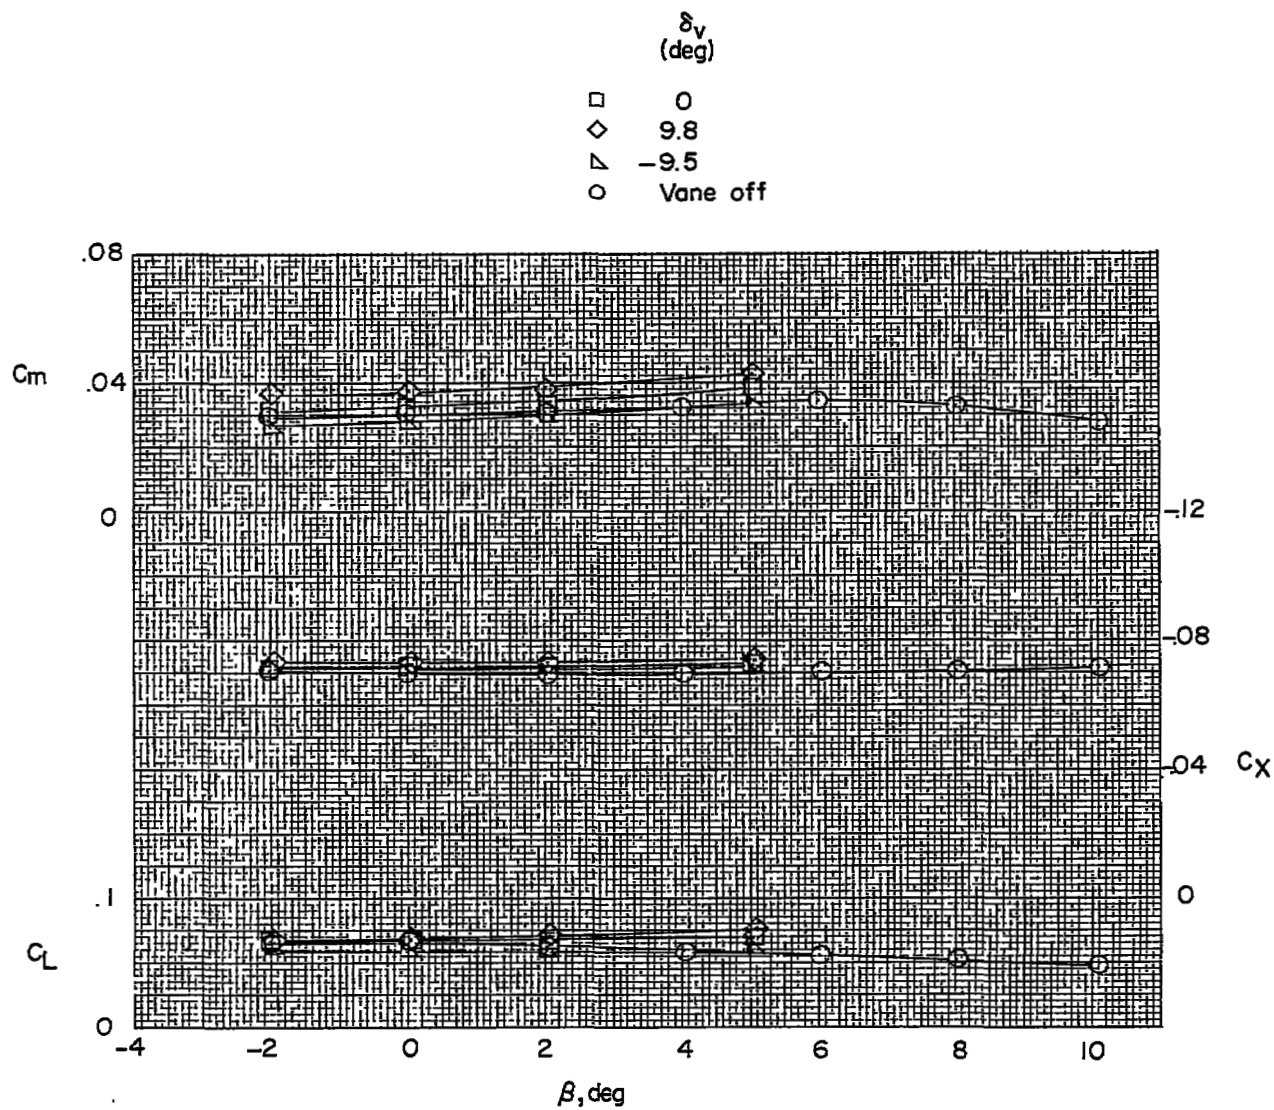 δv
(deg)
0
9.8
-9.5
Vane off
.08
Cm
.04
0
-.12
-.08
-.04
CX
0
.1
CL
0
-4 -2 0 2 4 6 8 10
β, deg